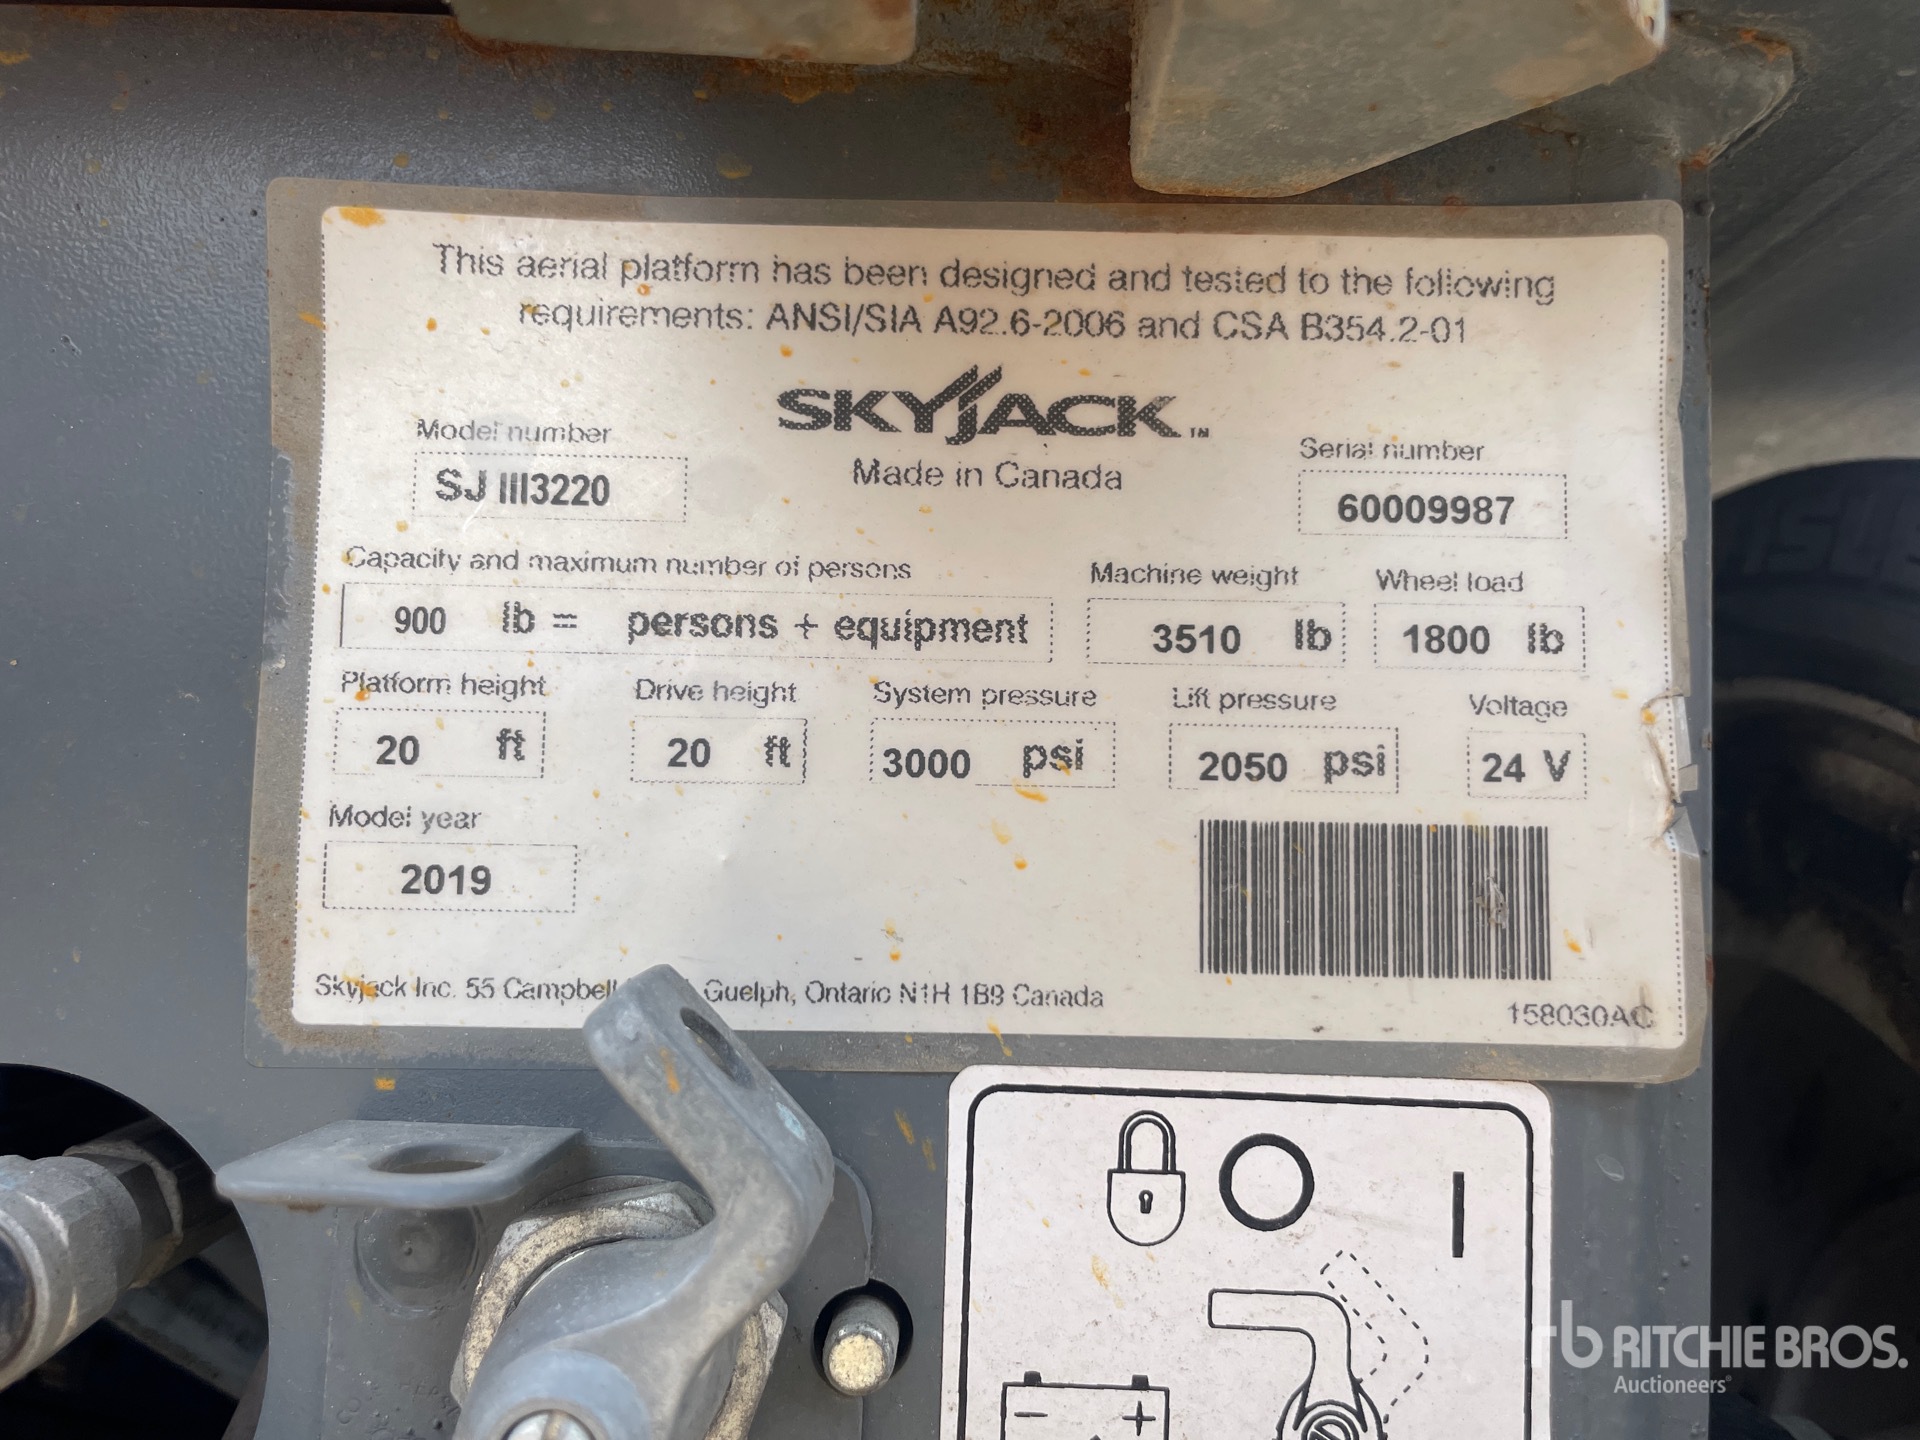 This aerial platform has been designed and tested to the following
requirements: ANSI/SIA A92.6-2006 and CSA B354.2-01
SKYJACK™
Made in Canada
Model number
SJ III3220
Serial number
60009987
Capacity and maximum number of persons
900 lb = persons + equipment
Machine weight
3510 lb
Wheel load
1800 lb
Platform height
20 ft
Drive height
20 ft
System pressure
3000 psi
Lift pressure
2050 psi
Voltage
24 V
Model year
2019
Skyjack Inc. 55 Campbell Guelph, Ontario N1H 1B9 Canada
158030AC
rb RITCHIE BROS.
Auctioneers